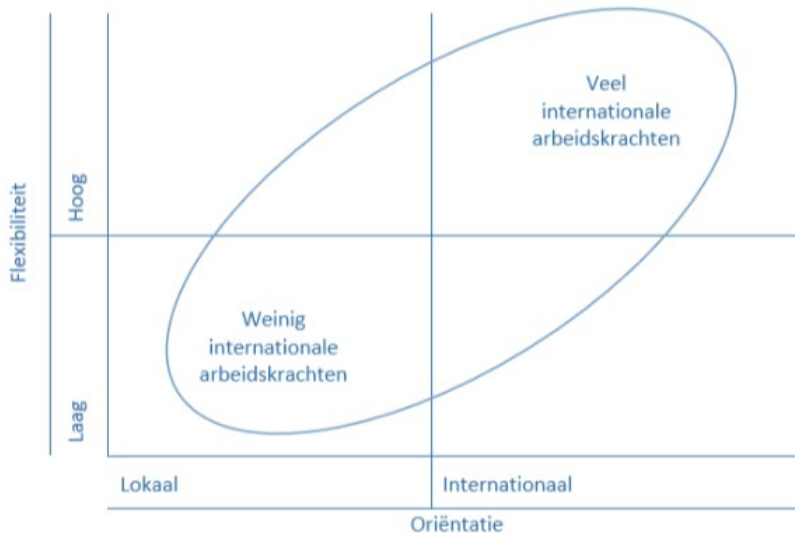 Flexibiliteit
Hoog
Laag
Veel
internationale
arbeidskrachten
Weinig
internationale
arbeidskrachten
Lokaal
Internationaal
Oriëntatie